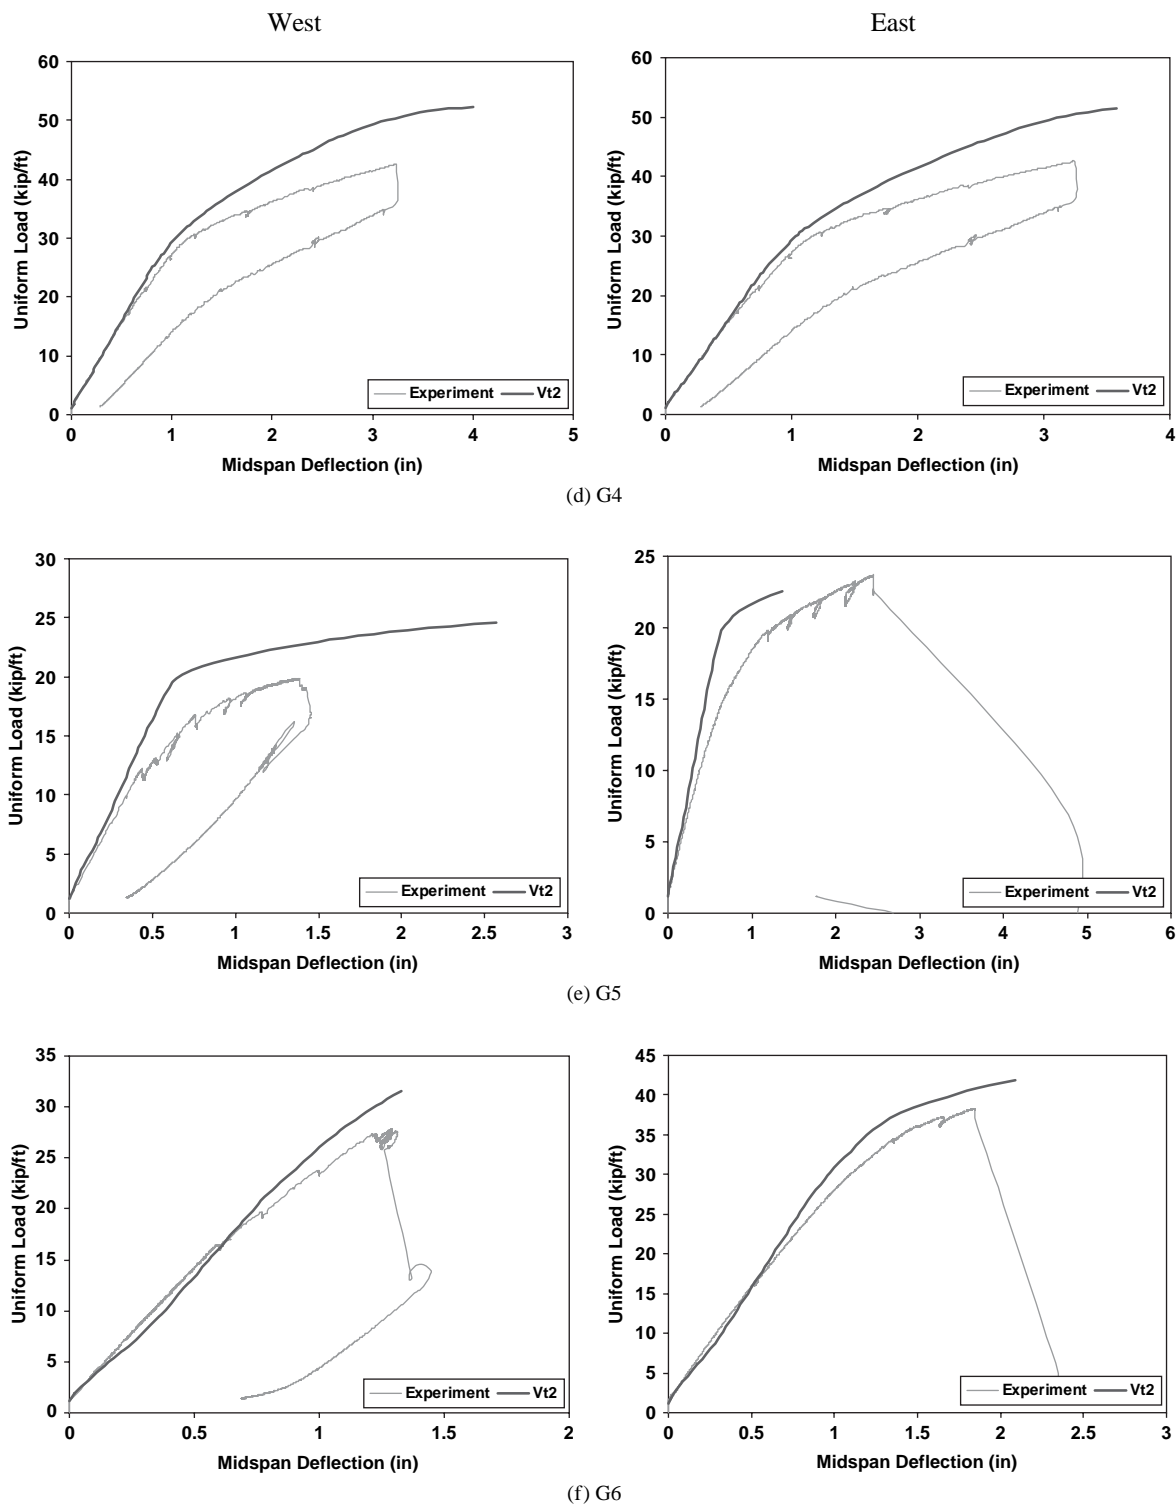 West
East
60
50
40
30
20
10
0
Uniform Load (kip/ft)
Experiment Vt2
0 1 2 3 4 5
Midspan Deflection (in)
60
50
40
30
20
10
0
Uniform Load (kip/ft)
Experiment Vt2
0 1 2 3 4
Midspan Deflection (in)
(d) G4
30
25
20
15
10
5
0
Uniform Load (kip/ft)
Experiment Vt2
0 0.5 1 1.5 2 2.5 3
Midspan Deflection (in)
25
20
15
10
5
0
Uniform Load (kip/ft)
Experiment Vt2
0 1 2 3 4 5 6
Midspan Deflection (in)
(e) G5
35
30
25
20
15
10
5
0
Uniform Load (kip/ft)
Experiment Vt2
0 0.5 1 1.5 2
Midspan Deflection (in)
45
40
35
30
25
20
15
10
5
0
Uniform Load (kip/ft)
Experiment Vt2
0 0.5 1 1.5 2 2.5 3
Midspan Deflection (in)
(f) G6